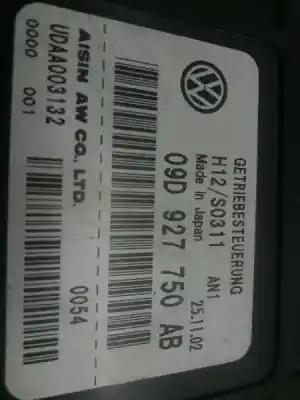 GETRIEBESTEUERUNG
H12/S0311 AN1
Made in Japan 25.11.02
09D 927 750 AB
AISIN AW CO., LTD. 0054
UDAA003132
0000 001